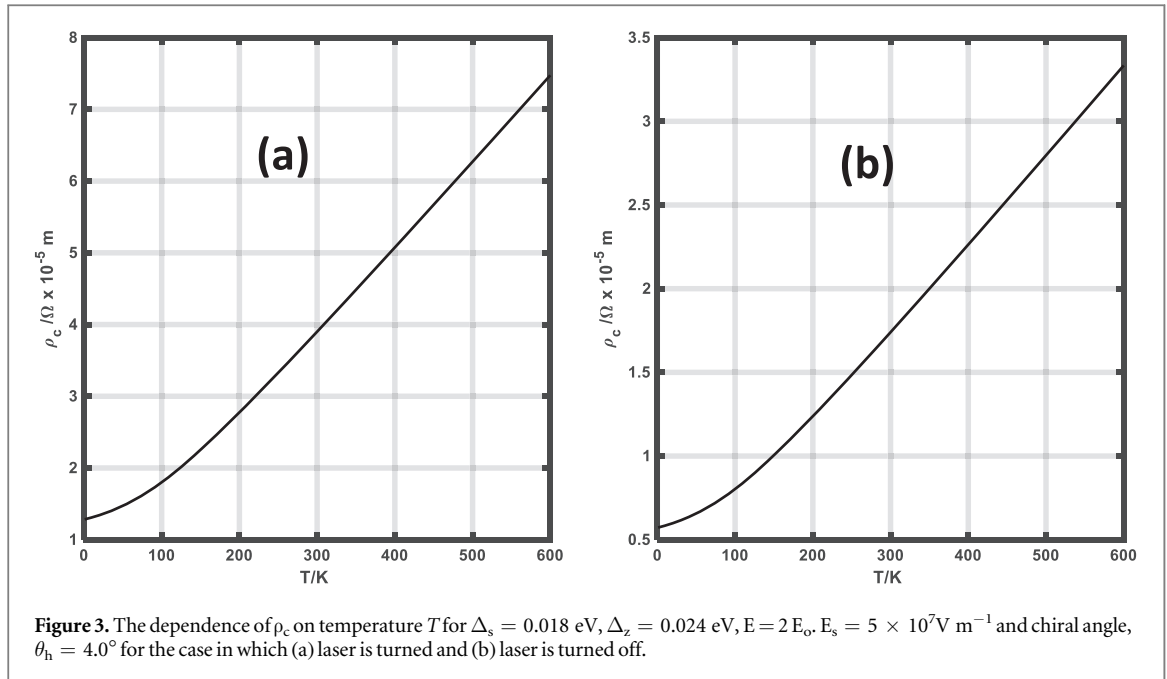 8
7
6
5
4
3
2
1
ρc /Ω x 10-5 m
(a)
0 100 200 300 400 500 600
T/K
3.5
3
2.5
2
1.5
1
0.5
ρc /Ω x 10-5 m
(b)
0 100 200 300 400 500 600
T/K
Figure 3. The dependence of ρc on temperature T for Δs = 0.018 eV, Δz = 0.024 eV, E = 2 Eo. Es = 5 × 10⁷V m⁻¹ and chiral angle,
θh = 4.0° for the case in which (a) laser is turned and (b) laser is turned off.